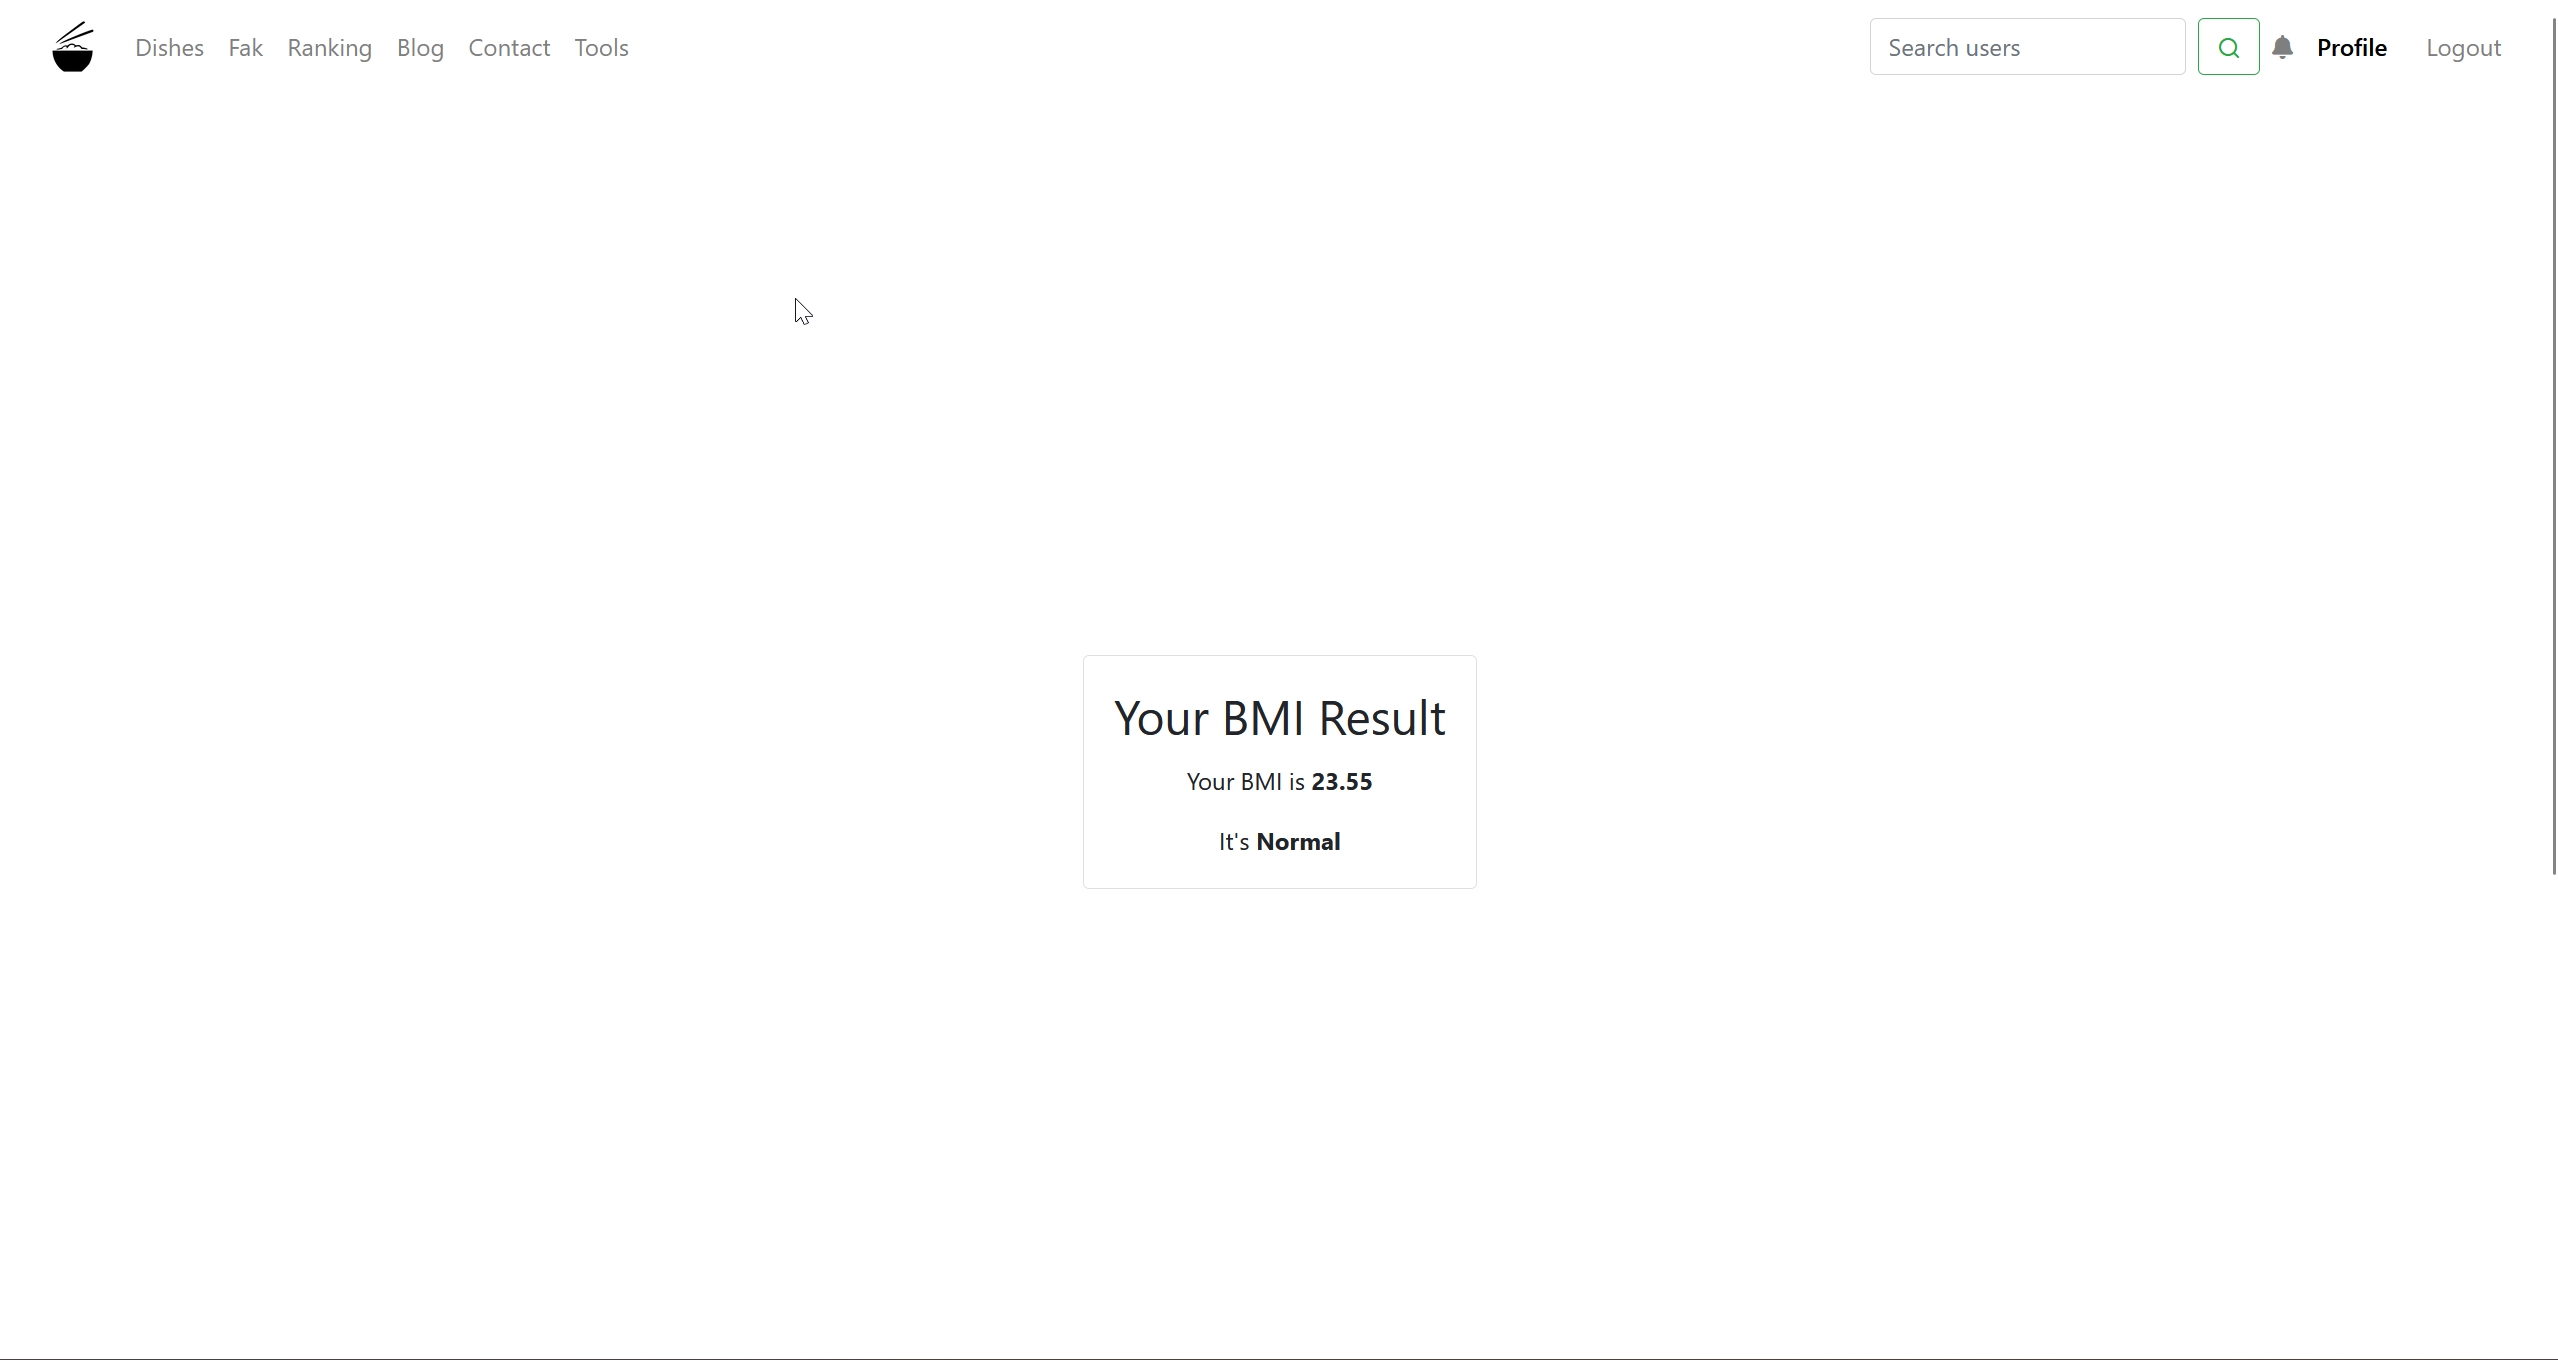 Dishes Fak Ranking Blog Contact Tools Search users Profile Logout
Your BMI Result
Your BMI is 23.55
It's Normal